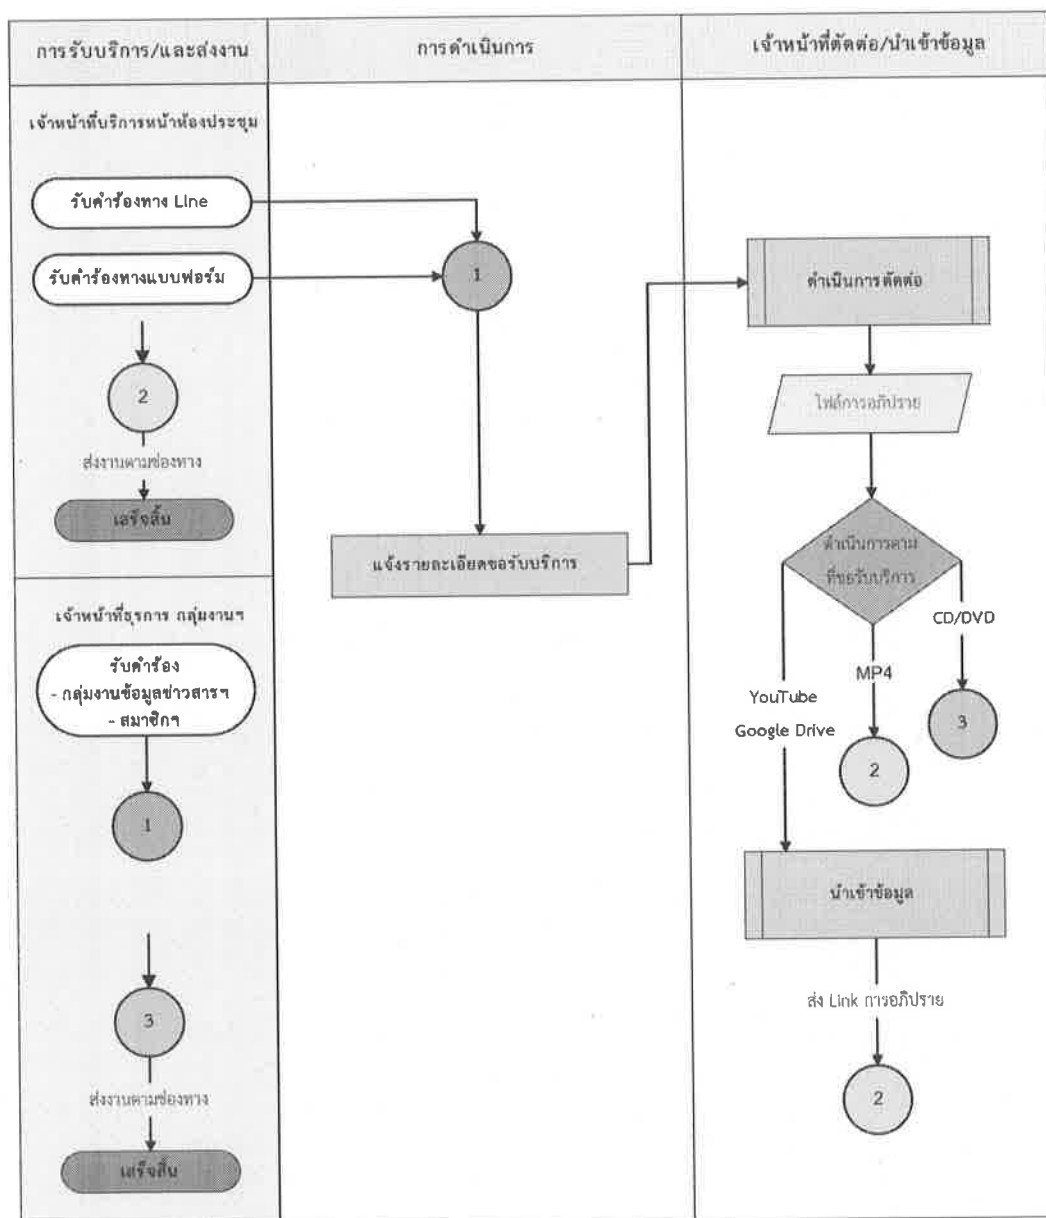 การรับบริการ/และส่งงาน
การดำเนินการ
เจ้าหน้าที่ตัดต่อ/นำเข้าข้อมูล
เจ้าหน้าที่บริการหน้าห้องประชุม
รับคำร้องทาง Line
รับคำร้องทางแบบฟอร์ม
2
ส่งงานตามช่องทาง
เสร็จสิ้น
เจ้าหน้าที่ธุรการ กลุ่มงานฯ
รับคำร้อง
- กลุ่มงานข้อมูลข่าวสารฯ
- สมาชิกฯ
1
3
ส่งงานตามช่องทาง
เสร็จสิ้น
1
แจ้งรายละเอียดขอรับบริการ
ดำเนินการตัดต่อ
ไฟล์การอภิปราย
ดำเนินการตาม
ที่ขอรับบริการ
CD/DVD
MP4
YouTube
Google Drive
3
2
นำเข้าข้อมูล
ส่ง Link การอภิปราย
2